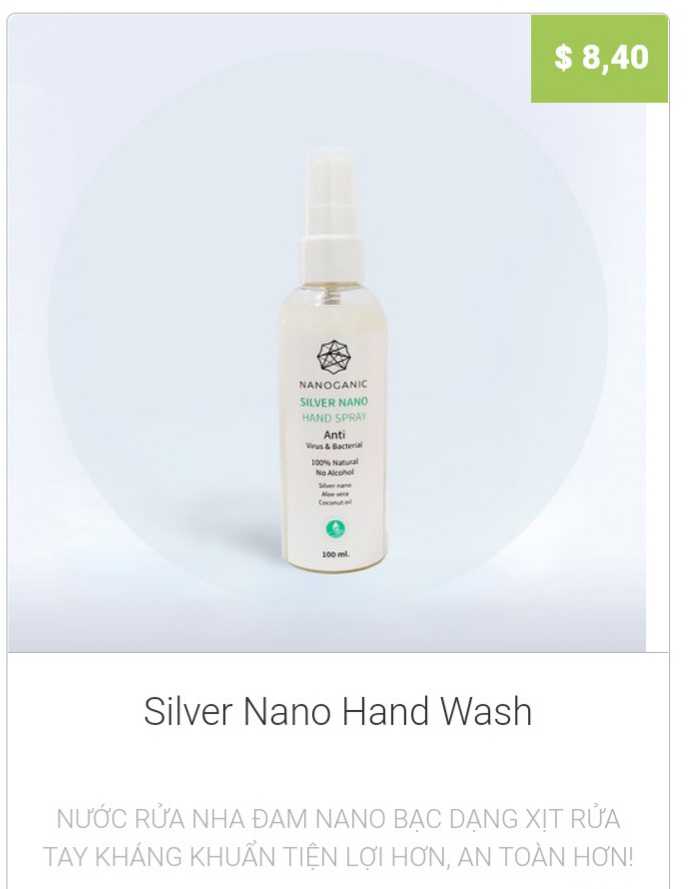 $ 8,40
NANOGANIC
SILVER NANO
HAND SPRAY
Anti
Virus & Bacterial
100% Natural
No Alcohol
Silver nano
Aloe vera
Coconut oil
100 ml.
Silver Nano Hand Wash
NƯỚC RỬA NHA ĐAM NANO BẠC DẠNG XỊT RỬA
TAY KHÁNG KHUẨN TIỆN LỢI HƠN, AN TOÀN HƠN!